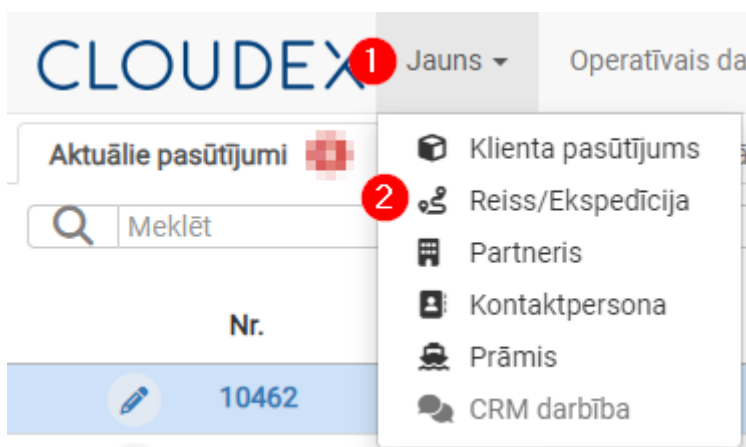 CLOUDEX
1
Jauns
Operatīvais da
Aktuālie pasūtījumi
Klienta pasūtījums
2
Reiss/Ekspedīcija
Meklēt
Partneris
Kontaktpersona
Nr.
Prāmis
10462
CRM darbība